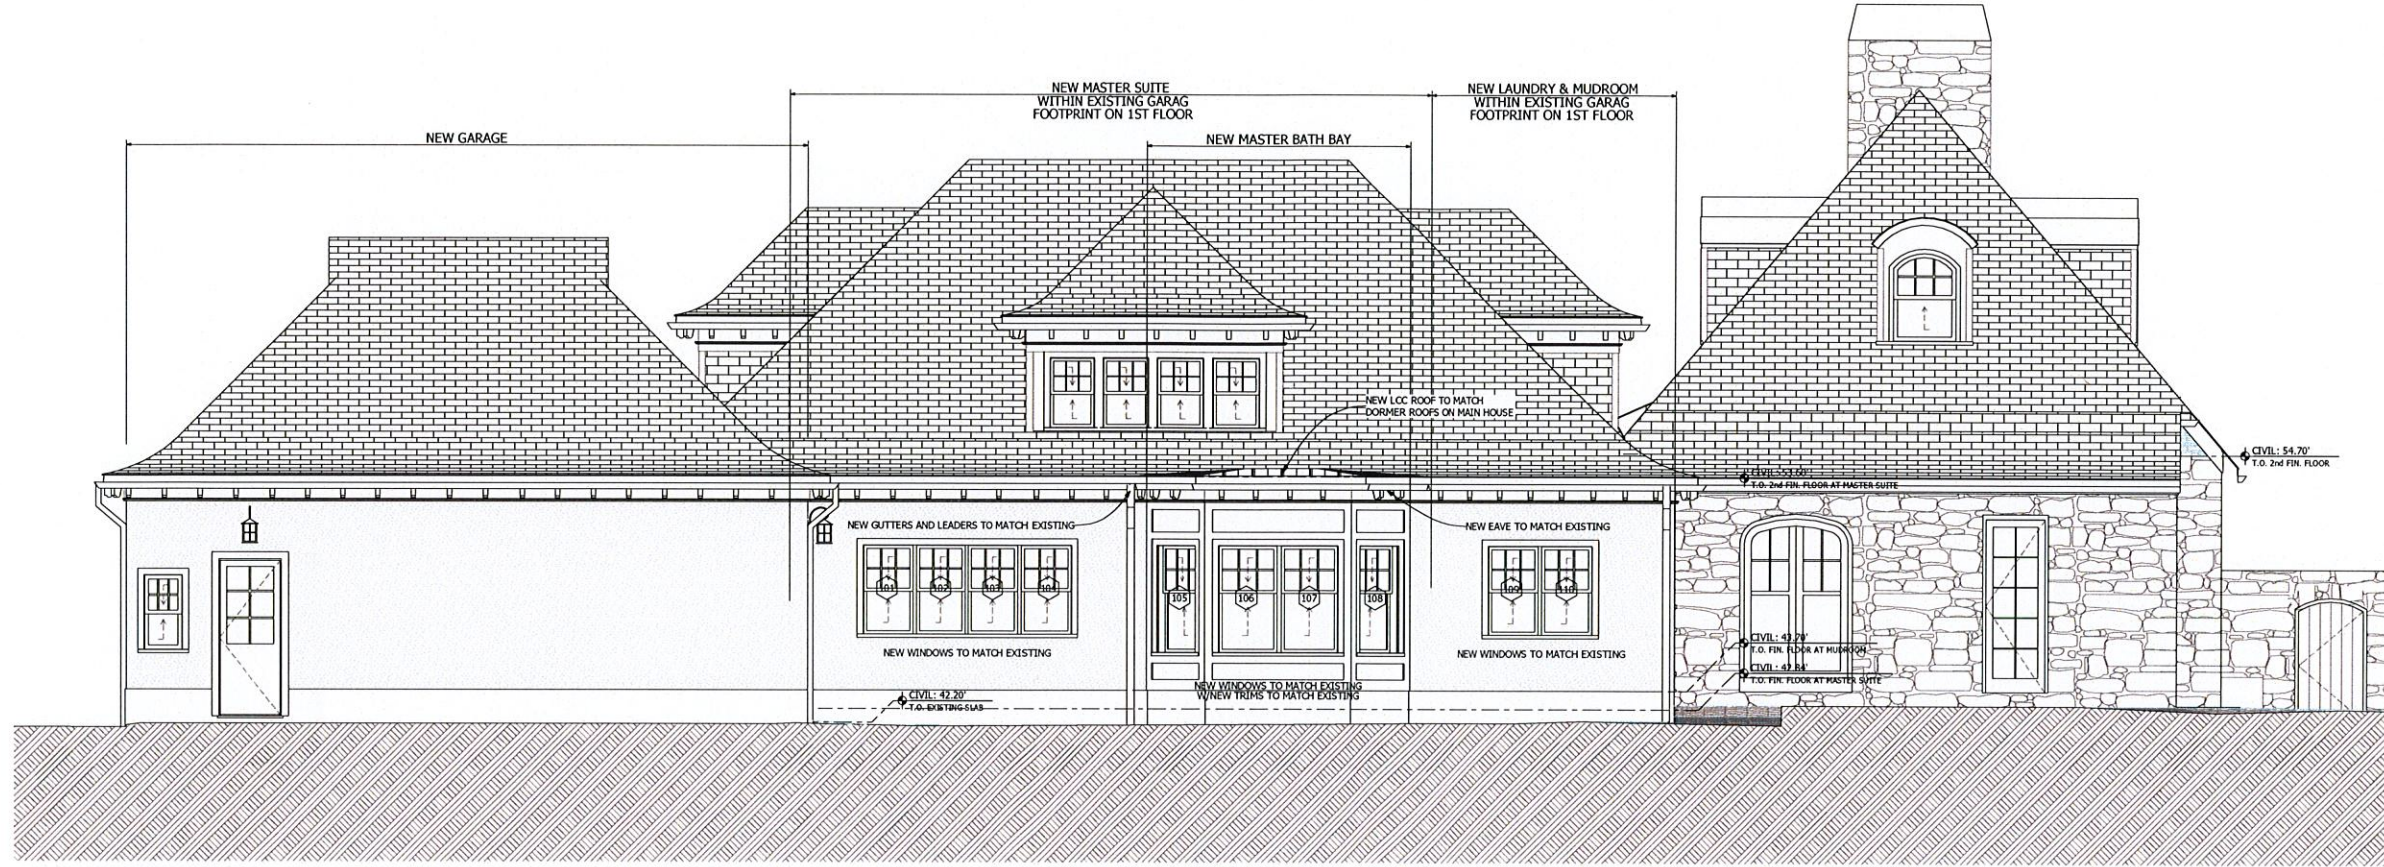 NEW MASTER SUITE
WITHIN EXISTING GARAG
FOOTPRINT ON 1ST FLOOR
NEW LAUNDRY & MUDROOM
WITHIN EXISTING GARAG
FOOTPRINT ON 1ST FLOOR
NEW GARAGE
NEW MASTER BATH BAY
NEW LCC ROOF TO MATCH
DORMER ROOFS ON MAIN HOUSE
CIVIL: 54.70'
T.O. 2nd FIN. FLOOR
T.O. 2nd FIN. FLOOR AT MASTER SUITE
NEW GUTTERS AND LEADERS TO MATCH EXISTING
NEW EAVE TO MATCH EXISTING
101
102
103
104
105
106
107
108
109
110
NEW WINDOWS TO MATCH EXISTING
NEW WINDOWS TO MATCH EXISTING
CIVIL: 43.70'
T.O. FIN. FLOOR AT MUDROOM
CIVIL: 42.84'
T.O. FIN. FLOOR AT MASTER SUITE
NEW WINDOWS TO MATCH EXISTING
W/NEW TRIMS TO MATCH EXISTING
CIVIL: 42.20'
T.O. EXISTING SLAB